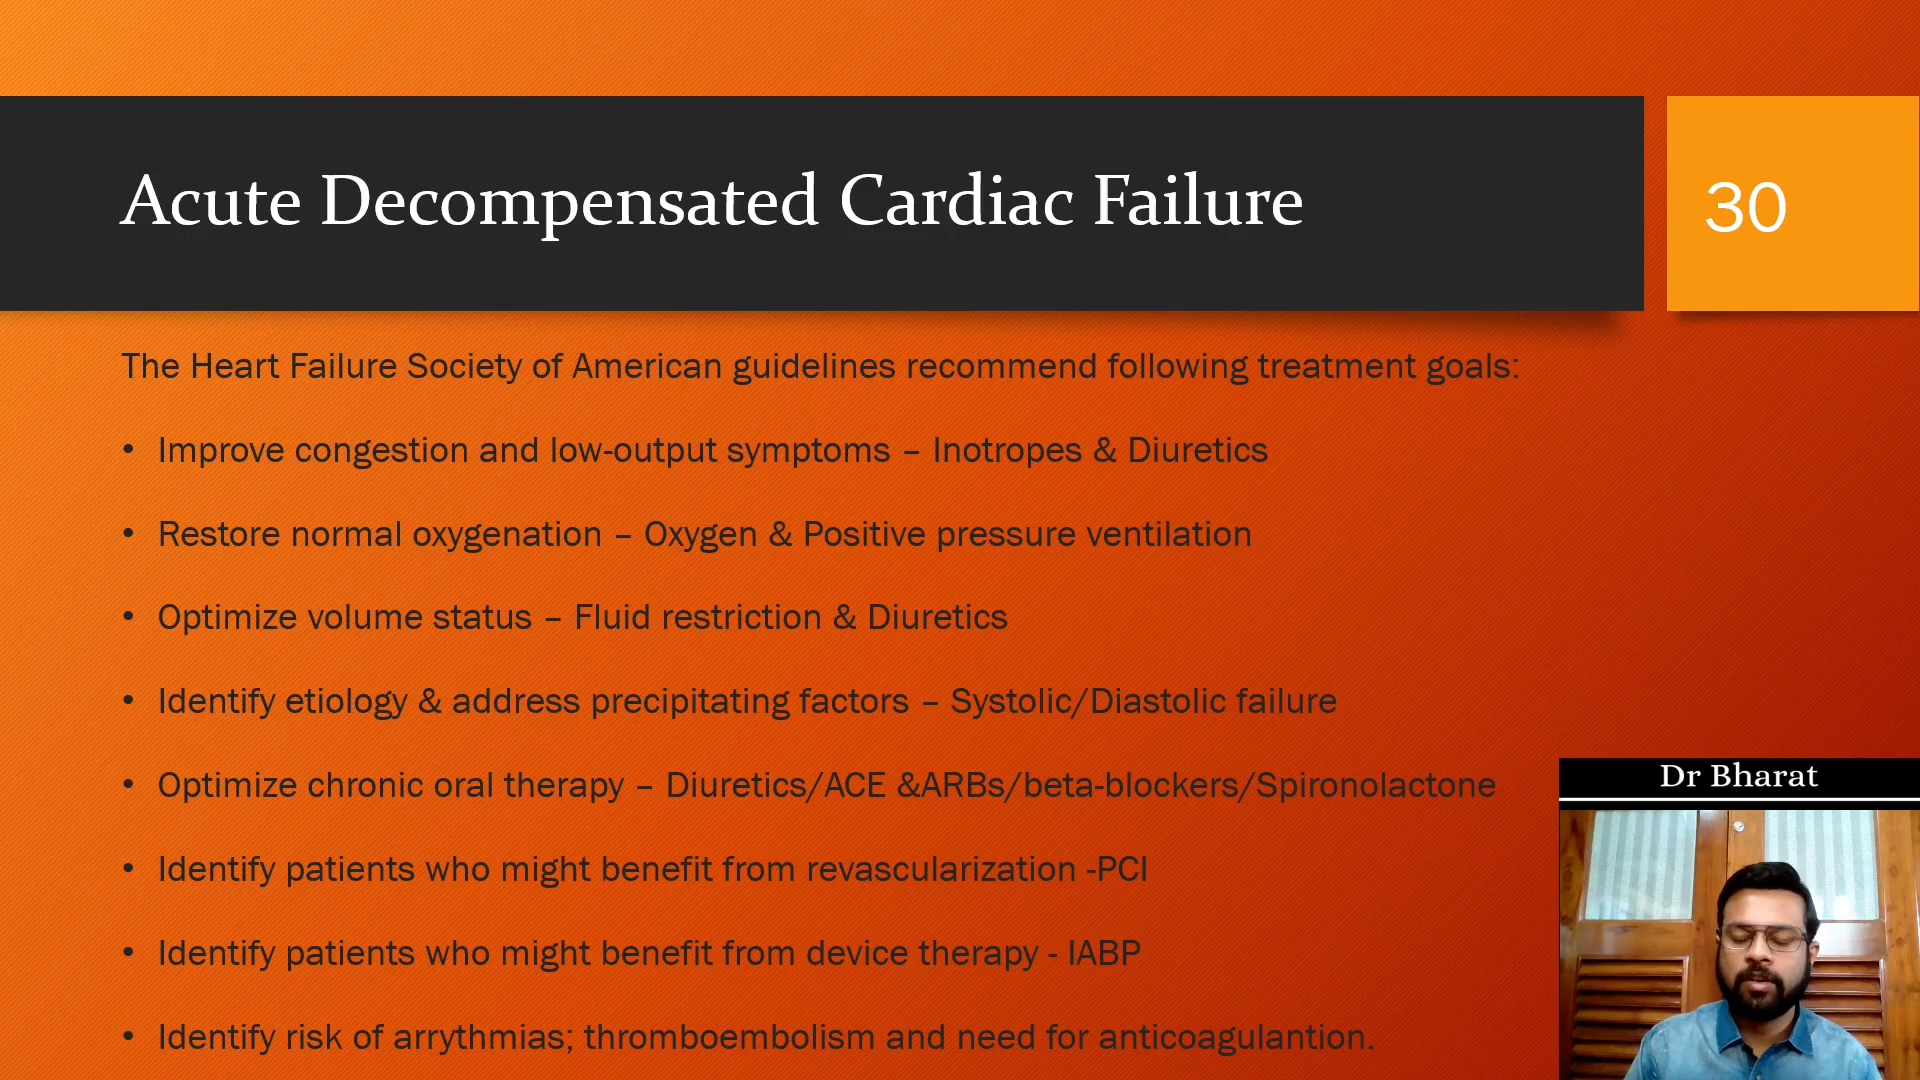 Acute Decompensated Cardiac Failure
30
The Heart Failure Society of American guidelines recommend following treatment goals:
• Improve congestion and low-output symptoms – Inotropes & Diuretics
• Restore normal oxygenation – Oxygen & Positive pressure ventilation
• Optimize volume status – Fluid restriction & Diuretics
• Identify etiology & address precipitating factors – Systolic/Diastolic failure
• Optimize chronic oral therapy – Diuretics/ACE &ARBs/beta-blockers/Spironolactone
• Identify patients who might benefit from revascularization -PCI
• Identify patients who might benefit from device therapy - IABP
• Identify risk of arrythmias; thromboembolism and need for anticoagulantion.
Dr Bharat